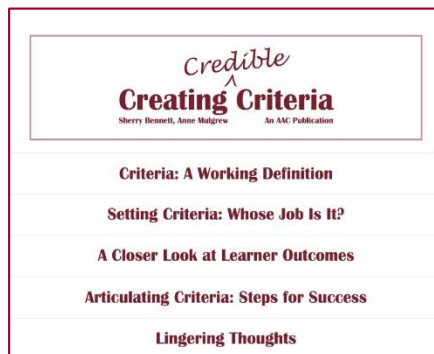 Credible
Creating Criteria
Sherry Bennett, Anne Mulgrew An AAC Publication
Criteria: A Working Definition
Setting Criteria: Whose Job Is It?
A Closer Look at Learner Outcomes
Articulating Criteria: Steps for Success
Lingering Thoughts